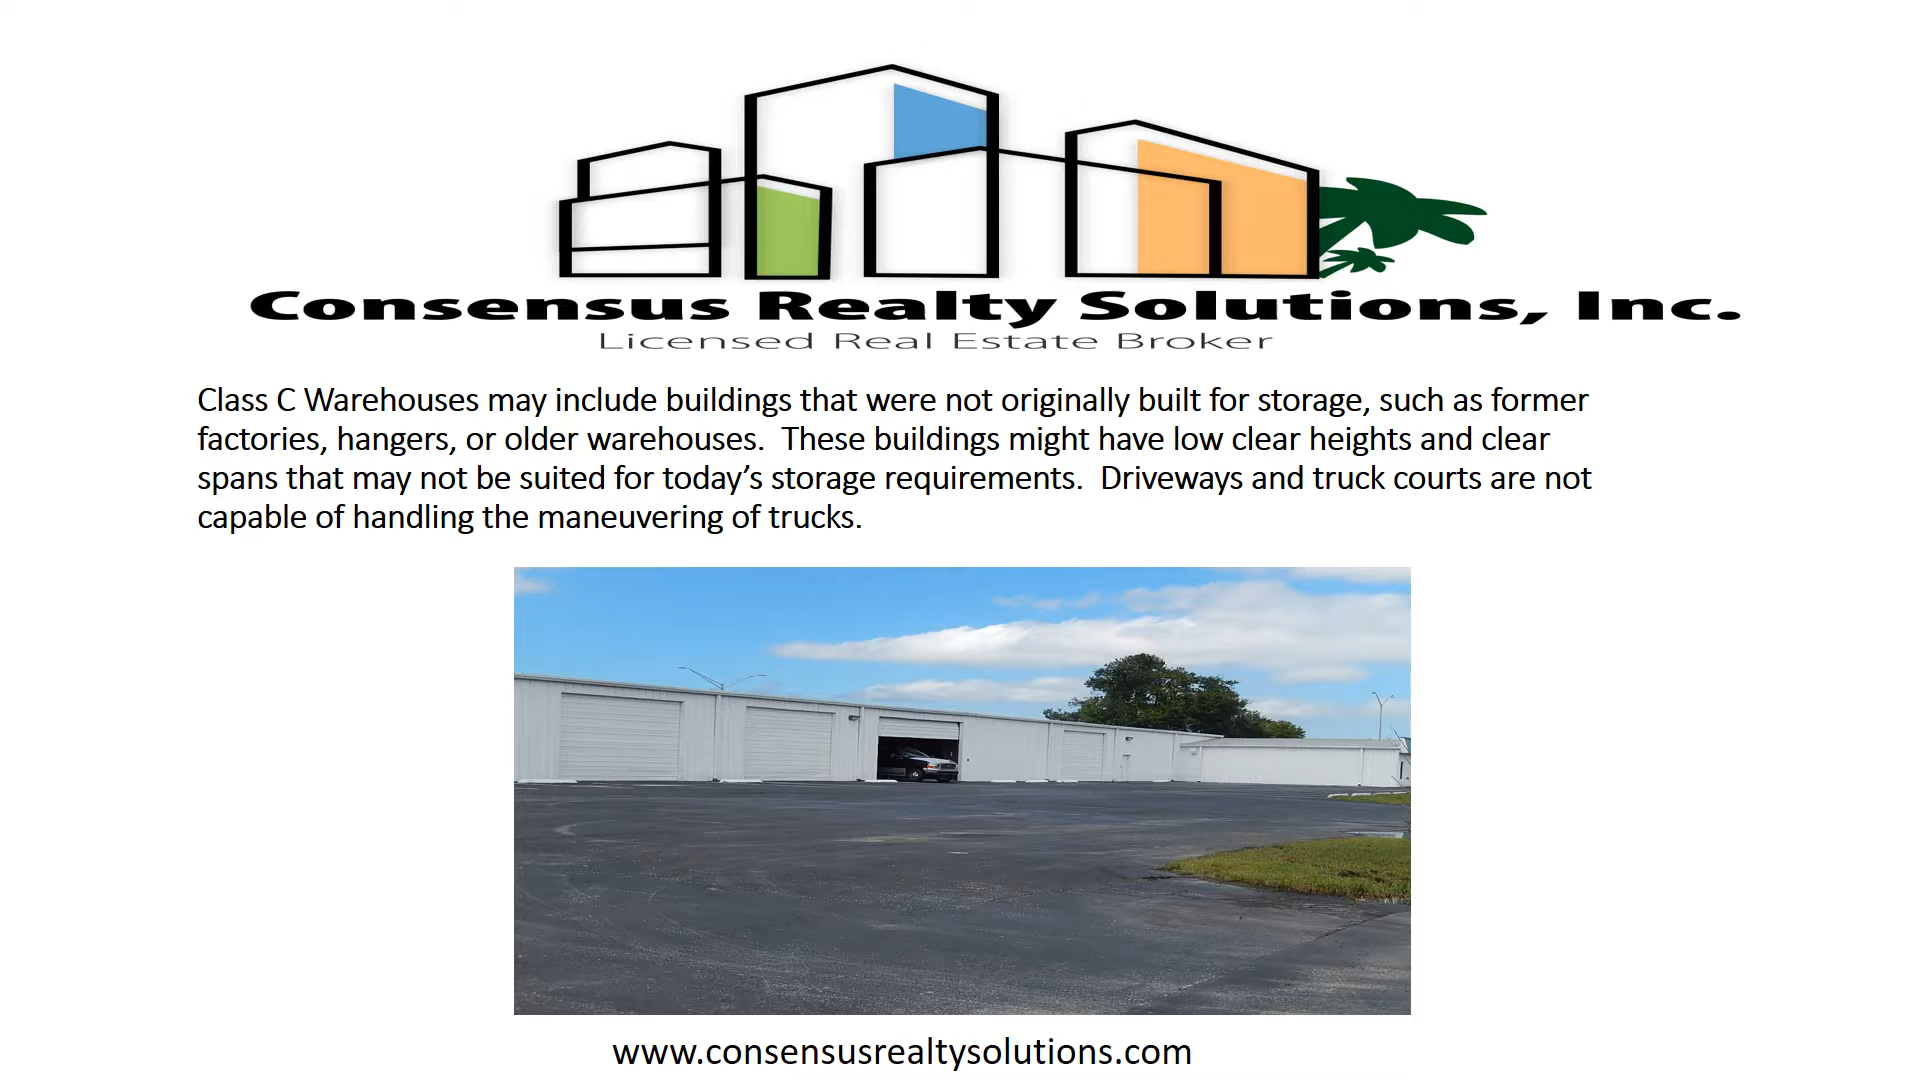 Consensus Realty Solutions, Inc.
Licensed Real Estate Broker
Class C Warehouses may include buildings that were not originally built for storage, such as former
factories, hangers, or older warehouses.  These buildings might have low clear heights and clear
spans that may not be suited for today’s storage requirements.  Driveways and truck courts are not
capable of handling the maneuvering of trucks.
www.consensusrealtysolutions.com